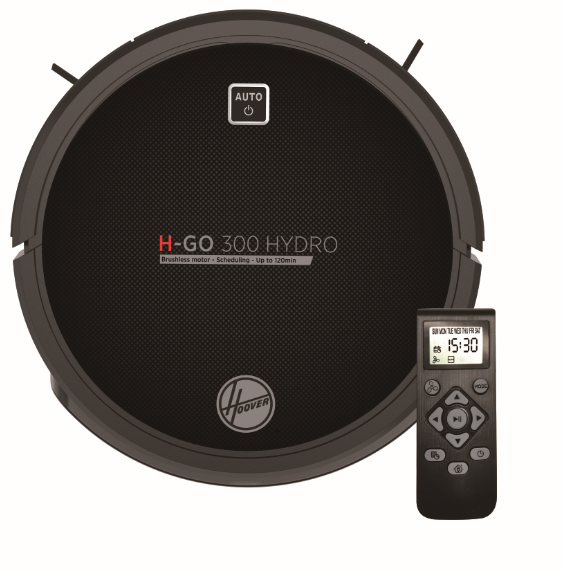 AUTO
H-GO 300 HYDRO
Brushless motor - Scheduling - Up to 120min
HOOVER
SUN MON TUE WED THU FRI SAT
15:30
MODE